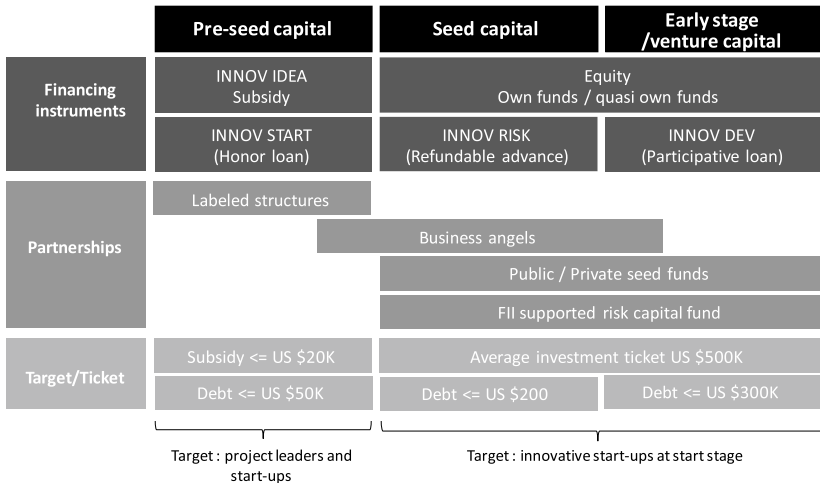 Pre-seed capital
Seed capital
Early stage
/venture capital
Financing
instruments
INNOV IDEA
Subsidy
Equity
Own funds / quasi own funds
INNOV START
(Honor loan)
INNOV RISK
(Refundable advance)
INNOV DEV
(Participative loan)
Partnerships
Labeled structures
Business angels
Public / Private seed funds
FII supported risk capital fund
Target/Ticket
Subsidy <= US $20K
Average investment ticket US $500K
Debt <= US $50K
Debt <= US $200
Debt <= US $300K
Target : project leaders and
start-ups
Target : innovative start-ups at start stage